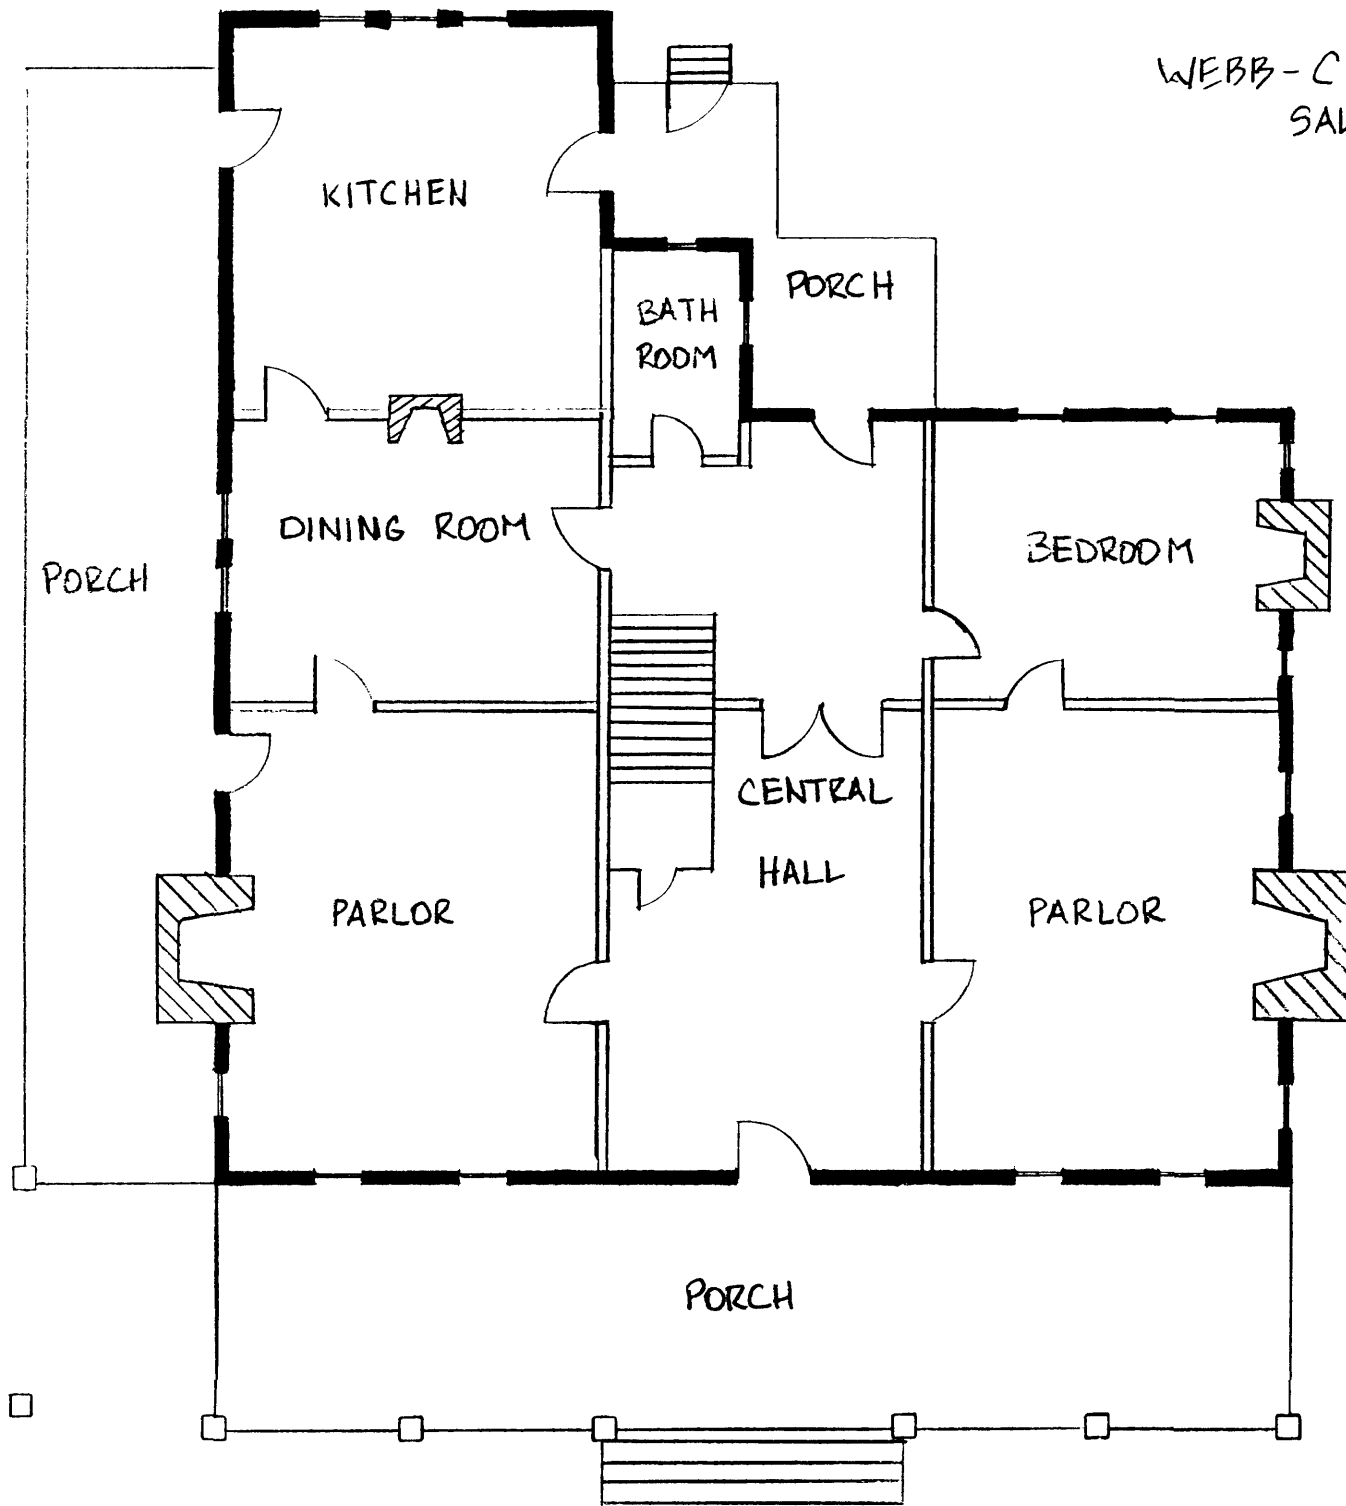 WEBB - C
SAL
KITCHEN
PORCH
BATH
ROOM
DINING ROOM
BEDROOM
PORCH
CENTRAL
HALL
PARLOR
PARLOR
PORCH